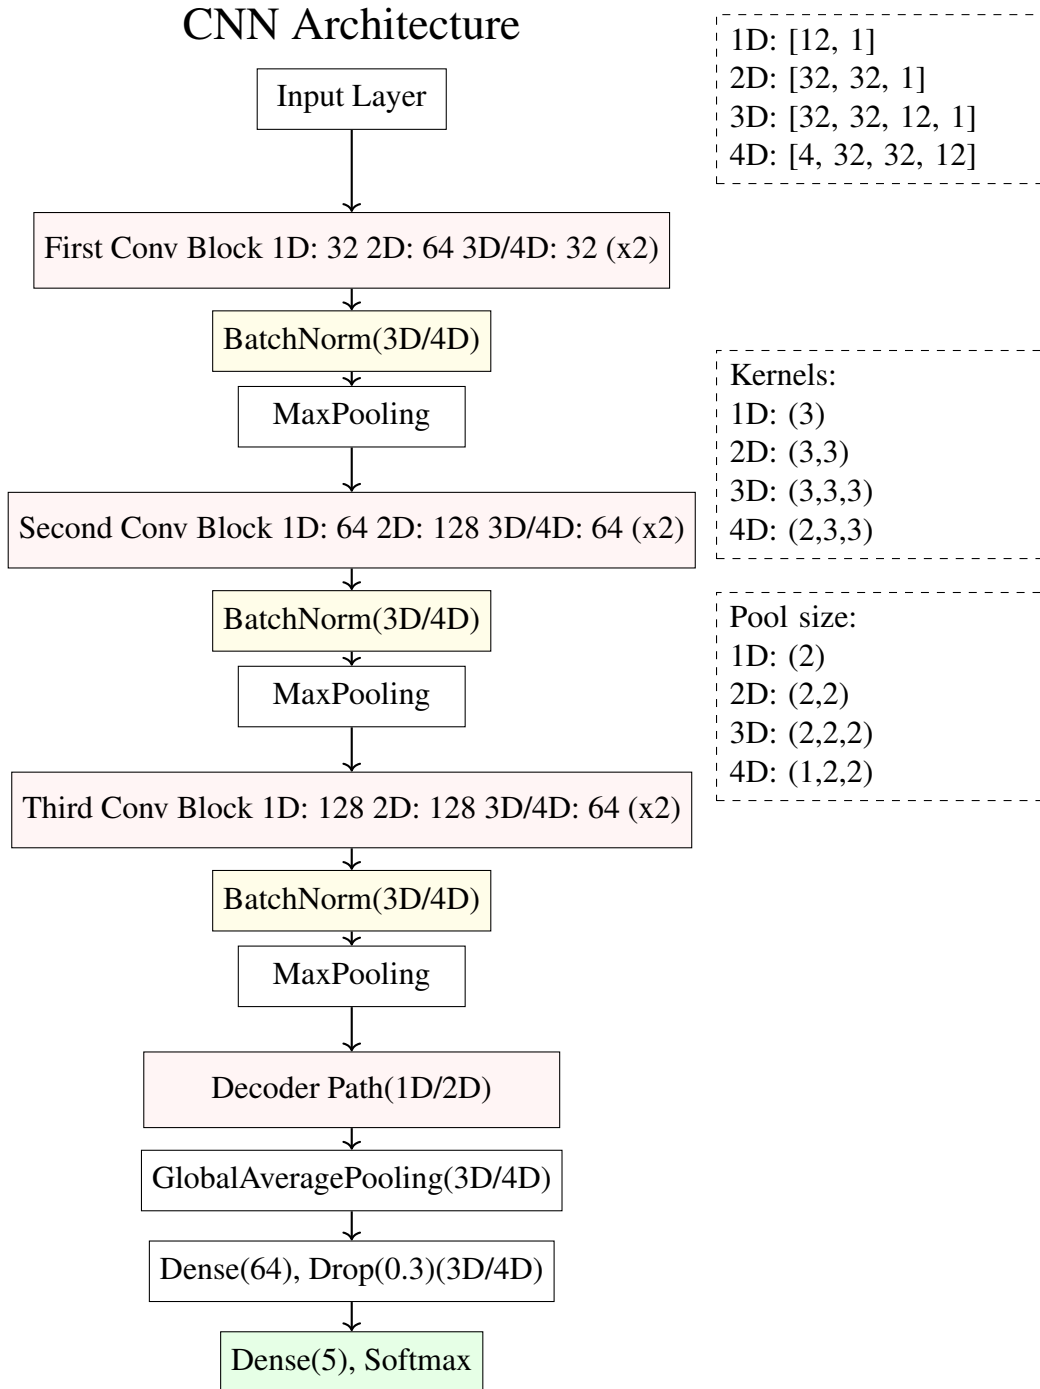 CNN Architecture
Input Layer
First Conv Block 1D: 32 2D: 64 3D/4D: 32 (x2)
BatchNorm(3D/4D)
MaxPooling
Second Conv Block 1D: 64 2D: 128 3D/4D: 64 (x2)
BatchNorm(3D/4D)
MaxPooling
Third Conv Block 1D: 128 2D: 128 3D/4D: 64 (x2)
BatchNorm(3D/4D)
MaxPooling
Decoder Path(1D/2D)
GlobalAveragePooling(3D/4D)
Dense(64), Drop(0.3)(3D/4D)
Dense(5), Softmax
1D: [12, 1]
2D: [32, 32, 1]
3D: [32, 32, 12, 1]
4D: [4, 32, 32, 12]
Kernels:
1D: (3)
2D: (3,3)
3D: (3,3,3)
4D: (2,3,3)
Pool size:
1D: (2)
2D: (2,2)
3D: (2,2,2)
4D: (1,2,2)